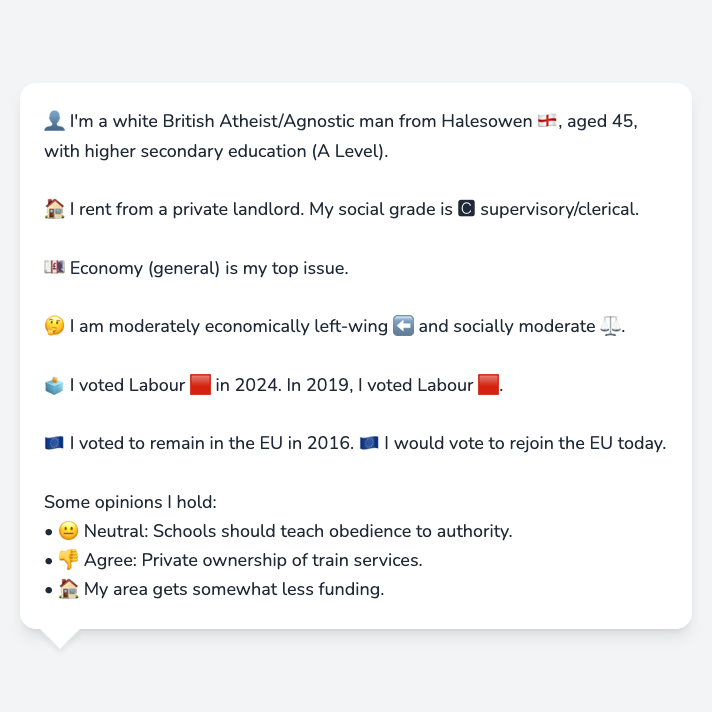 👤 I'm a white British Atheist/Agnostic man from Halesowen 🏴󠁧󠁢󠁥󠁮󠁧󠁿, aged 45,
with higher secondary education (A Level).
🏠 I rent from a private landlord. My social grade is 🅲 supervisory/clerical.
💷 Economy (general) is my top issue.
🤔 I am moderately economically left-wing ⬅️ and socially moderate ⚖️.
🗳️ I voted Labour 🟥 in 2024. In 2019, I voted Labour 🟥.
🇪🇺 I voted to remain in the EU in 2016. 🇪🇺 I would vote to rejoin the EU today.
Some opinions I hold:
• 😐 Neutral: Schools should teach obedience to authority.
• 👎 Agree: Private ownership of train services.
• 🏠 My area gets somewhat less funding.